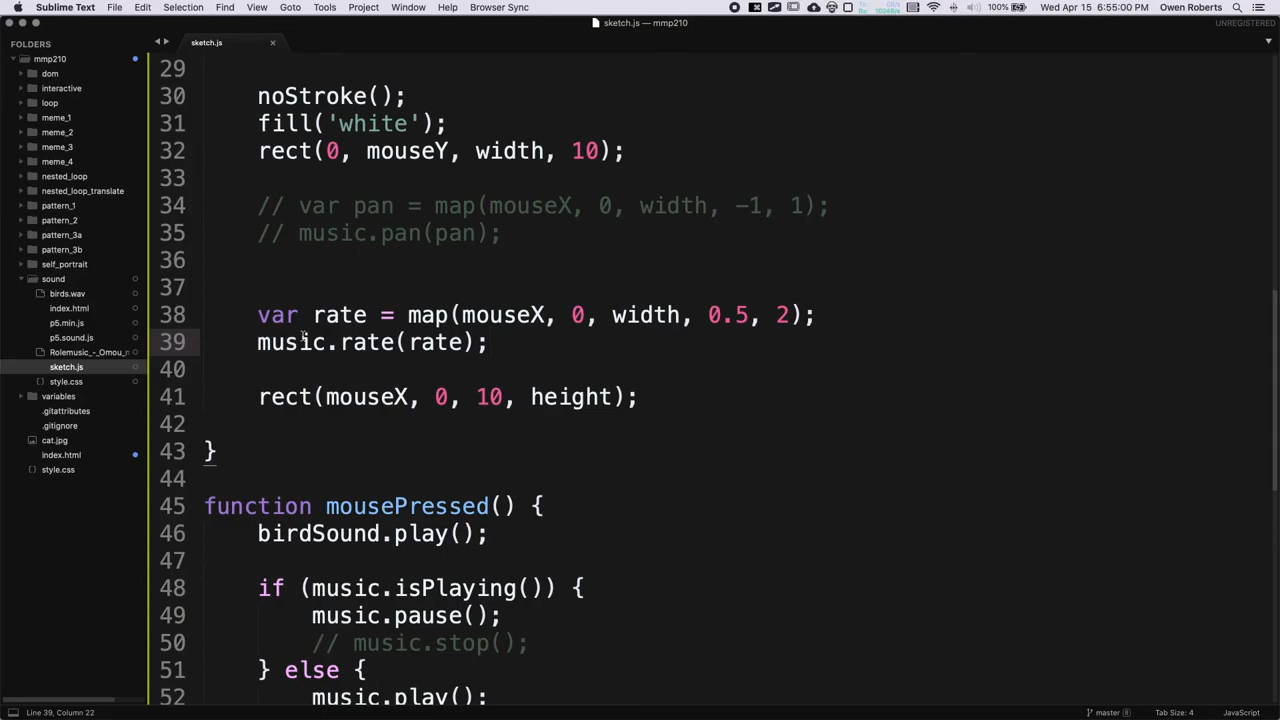 Sublime Text File Edit Selection Find View Goto Tools Project Window Help Browser Sync 100% Wed Apr 15 6:55:00 PM Owen Roberts
sketch.js — mmp210 UNREGISTERED
FOLDERS
mmp210
dom
interactive
loop
meme_1
meme_2
meme_3
meme_4
nested_loop
nested_loop_translate
pattern_1
pattern_2
pattern_3a
pattern_3b
self_portrait
sound
birds.wav
index.html
p5.min.js
p5.sound.js
Rolemusic_-_Omou_
sketch.js
style.css
variables
.gitattributes
.gitignore
cat.jpg
index.html
style.css
sketch.js
29
30 noStroke();
31 fill('white');
32 rect(0, mouseY, width, 10);
33
34 // var pan = map(mouseX, 0, width, -1, 1);
35 // music.pan(pan);
36
37
38 var rate = map(mouseX, 0, width, 0.5, 2);
39 music.rate(rate);
40
41 rect(mouseX, 0, 10, height);
42
43 }
44
45 function mousePressed() {
46 birdSound.play();
47
48 if (music.isPlaying()) {
49 music.pause();
50 // music.stop();
51 } else {
52 music.play();
Line 39, Column 22 master Tab Size: 4 JavaScript